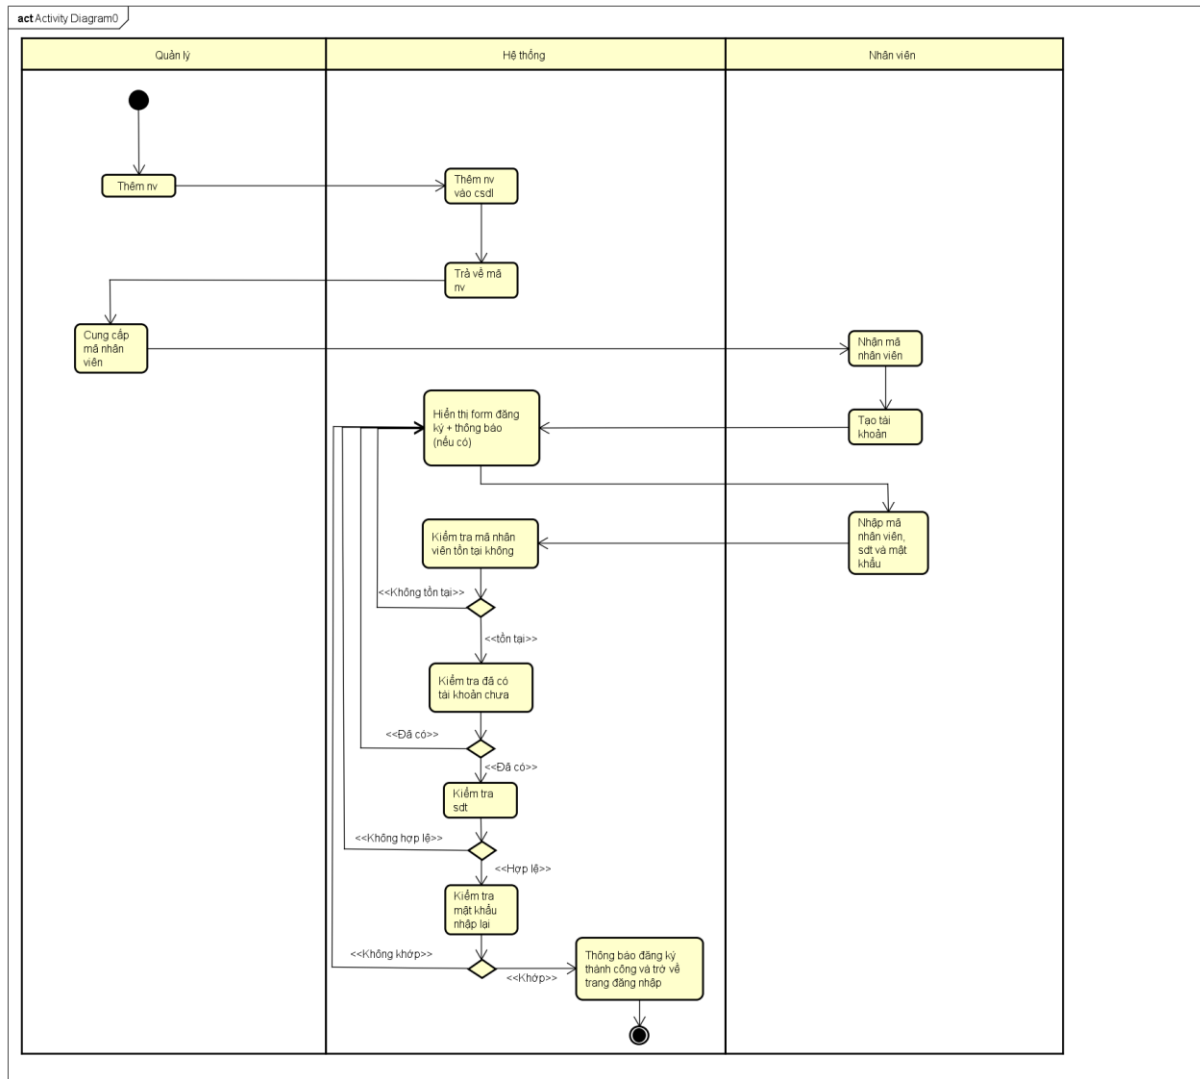 act Activity Diagram0
Quản lý
Hệ thống
Nhân viên
Thêm nv
Thêm nv
vào csdl
Trả về mã
nv
Cung cấp
mã nhân
viên
Nhận mã
nhân viên
Tạo tài
khoản
Hiển thị form đăng
ký + thông báo
(nếu có)
Nhập mã
nhân viên,
sdt và mật
khẩu
Kiểm tra mã nhân
viên tồn tại không
<<Không tồn tại>>
<<tồn tại>>
Kiểm tra đã có
tài khoản chưa
<<Đã có>>
<<Đã có>>
Kiểm tra
sdt
<<Không hợp lệ>>
<<Hợp lệ>>
Kiểm tra
mật khẩu
nhập lại
<<Không khớp>>
<<Khớp>>
Thông báo đăng ký
thành công và trở về
trang đăng nhập